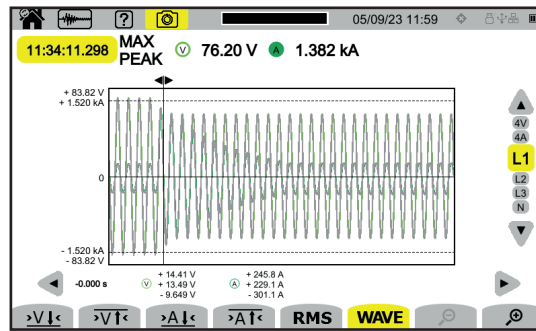 ?
05/09/23 11:59
11:34:11.298 MAX PEAK V 76.20 V A 1.382 kA
+ 83.82 V
+ 1.520 kA
0
- 1.520 kA
- 83.82 V
4V
4A
L1
L2
L3
N
-0.000 s
V + 14.41 V
+ 13.49 V
- 9.649 V
A + 245.8 A
+ 229.1 A
- 301.1 A
>V↓< >V↑< >A↓< >A↑< RMS WAVE